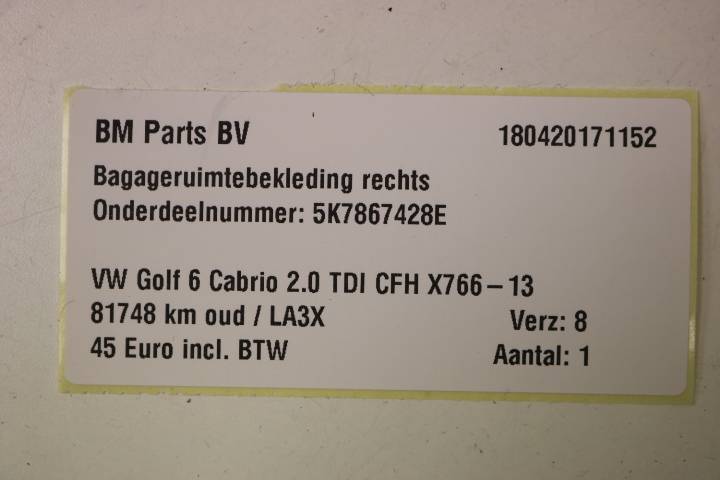 BM Parts BV 180420171152
Bagageruimtebekleding rechts
Onderdeelnummer: 5K7867428E
VW Golf 6 Cabrio 2.0 TDI CFH X766-13
81748 km oud / LA3X Verz: 8
45 Euro incl. BTW Aantal: 1